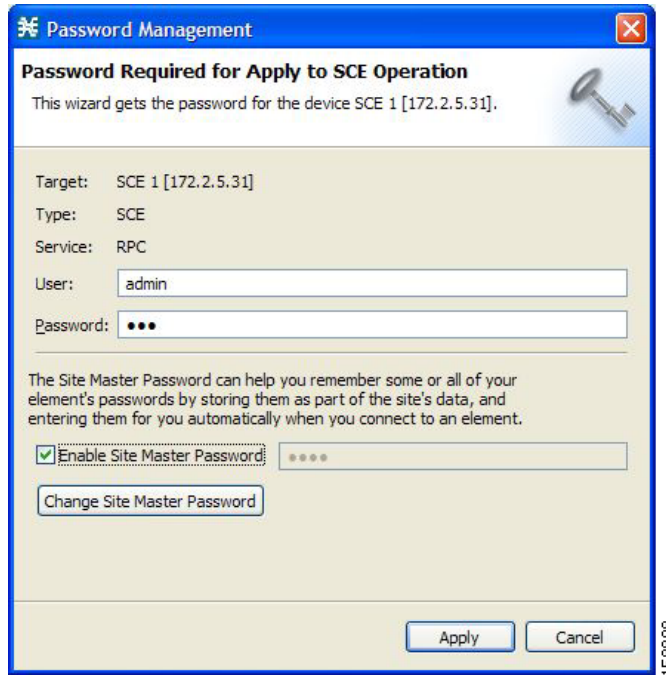 Password Management
Password Required for Apply to SCE Operation
This wizard gets the password for the device SCE 1 [172.2.5.31].
Target: SCE 1 [172.2.5.31]
Type: SCE
Service: RPC
User: admin
Password: •••
The Site Master Password can help you remember some or all of your
element's passwords by storing them as part of the site's data, and
entering them for you automatically when you connect to an element.
Enable Site Master Password ••••
Change Site Master Password
Apply Cancel